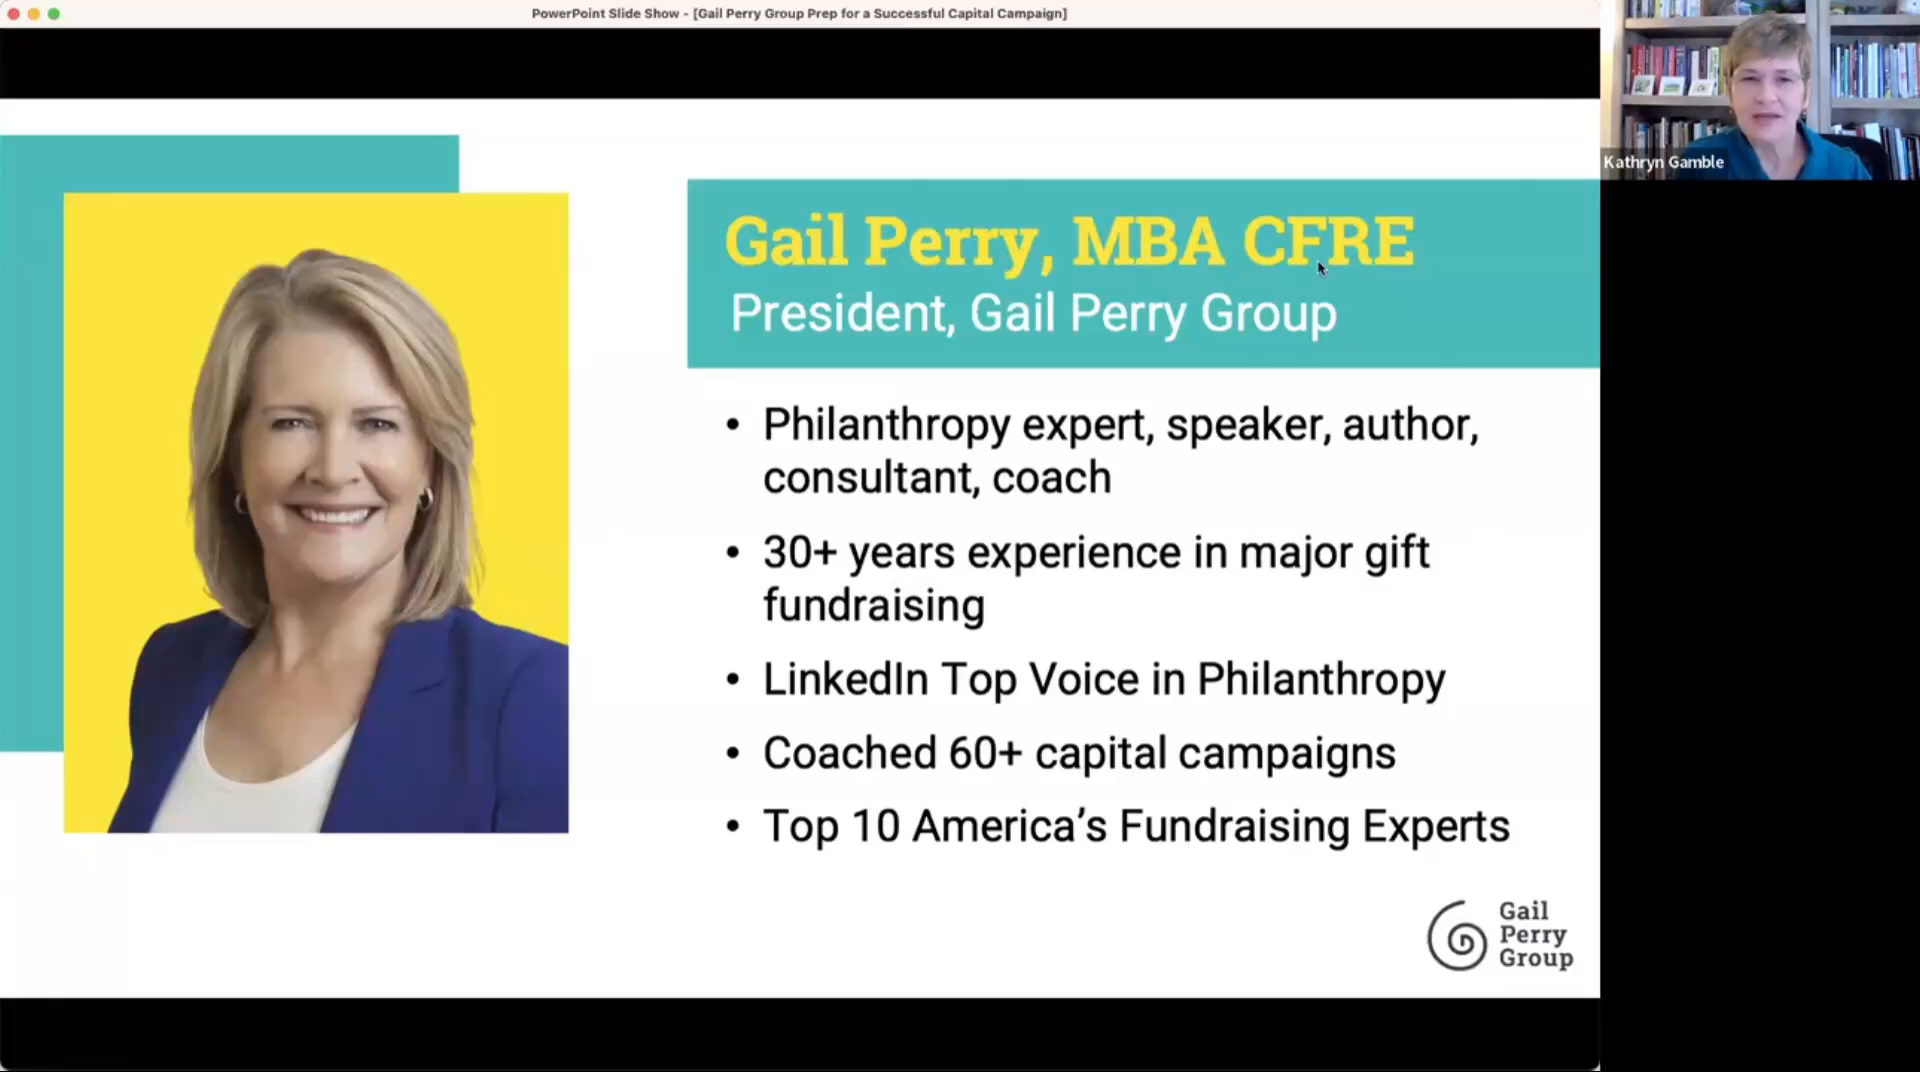 PowerPoint Slide Show - [Gail Perry Group Prep for a Successful Capital Campaign]
Kathryn Gamble
Gail Perry, MBA CFRE
President, Gail Perry Group
• Philanthropy expert, speaker, author,
consultant, coach
• 30+ years experience in major gift
fundraising
• LinkedIn Top Voice in Philanthropy
• Coached 60+ capital campaigns
• Top 10 America’s Fundraising Experts
Gail
Perry
Group